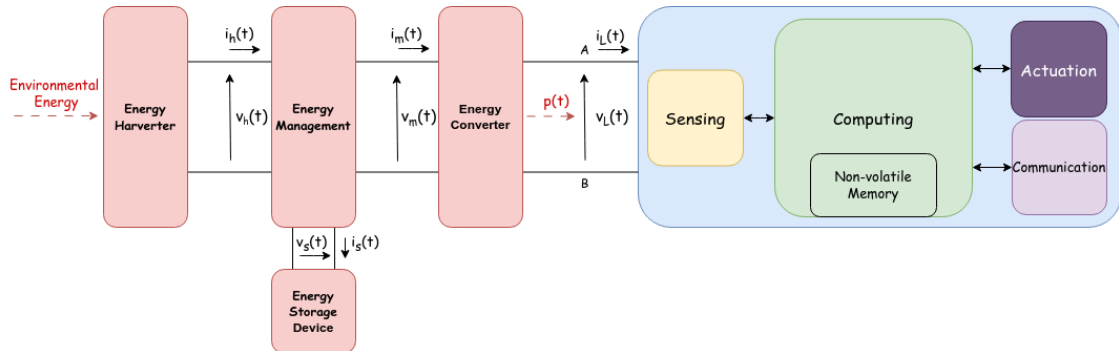 Environmental
Energy
Energy
Harverter
i_h(t)
v_h(t)
Energy
Management
v_s(t)
i_s(t)
Energy
Storage
Device
i_m(t)
v_m(t)
Energy
Converter
p(t)
A
i_L(t)
v_L(t)
B
Sensing
Computing
Non-volatile
Memory
Actuation
Communication